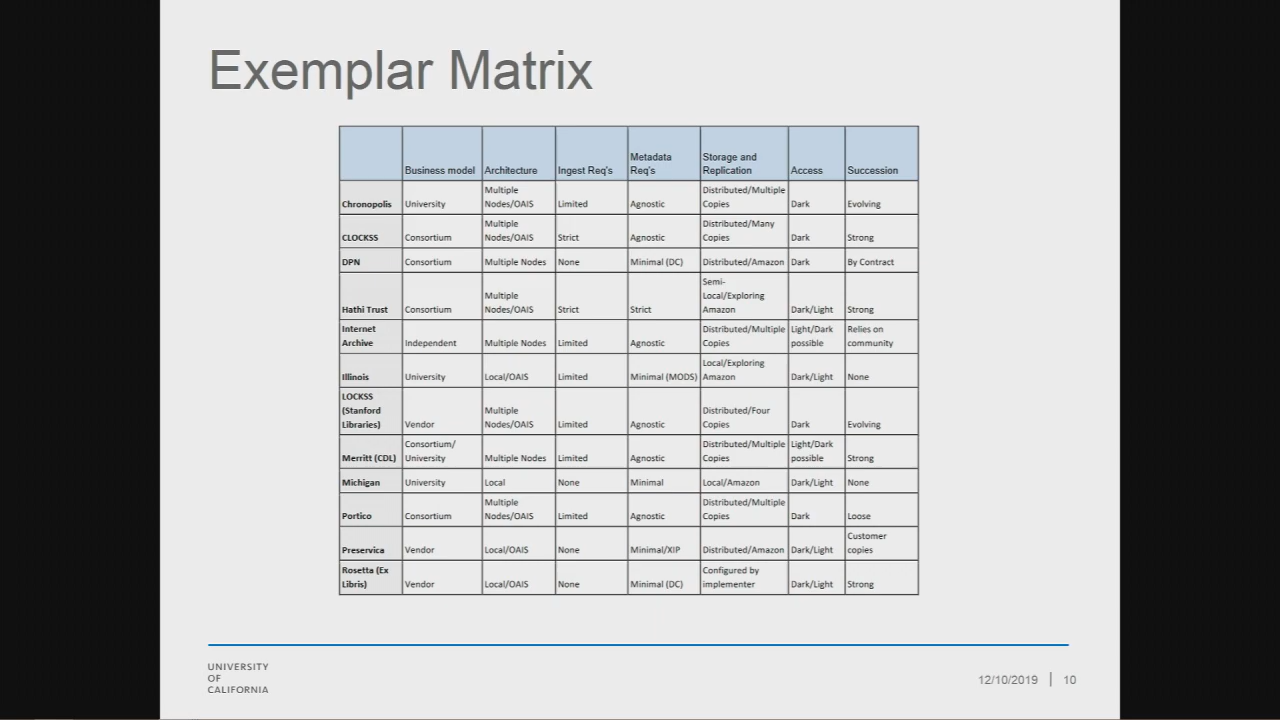 Exemplar Matrix
Business model Architecture Ingest Req's Metadata Req's Storage and Replication Access Succession
Chronopolis University Multiple Nodes/OAIS Limited Agnostic Distributed/Multiple Copies Dark Evolving
CLOCKSS Consortium Multiple Nodes/OAIS Strict Agnostic Distributed/Many Copies Dark Strong
DPN Consortium Multiple Nodes None Minimal (DC) Distributed/Amazon Dark By Contract
Hathi Trust Consortium Multiple Nodes/OAIS Strict Strict Semi-Local/Exploring Amazon Dark/Light Strong
Internet Archive Independent Multiple Nodes Limited Agnostic Distributed/Multiple Copies Light/Dark possible Relies on community
Illinois University Local/OAIS Limited Minimal (MODS) Local/Exploring Amazon Dark/Light None
LOCKSS (Stanford Libraries) Vendor Multiple Nodes/OAIS Limited Agnostic Distributed/Four Copies Dark Evolving
Merritt (CDL) Consortium/ University Multiple Nodes Limited Agnostic Distributed/Multiple Copies Light/Dark possible Strong
Michigan University Local None Minimal Local/Amazon Dark/Light None
Portico Consortium Multiple Nodes/OAIS Limited Agnostic Distributed/Multiple Copies Dark Loose
Preservica Vendor Local/OAIS None Minimal/XIP Distributed/Amazon Dark/Light Customer copies
Rosetta (Ex Libris) Vendor Local/OAIS None Minimal (DC) Configured by implementer Dark/Light Strong
UNIVERSITY
OF
CALIFORNIA
12/10/2019 | 10